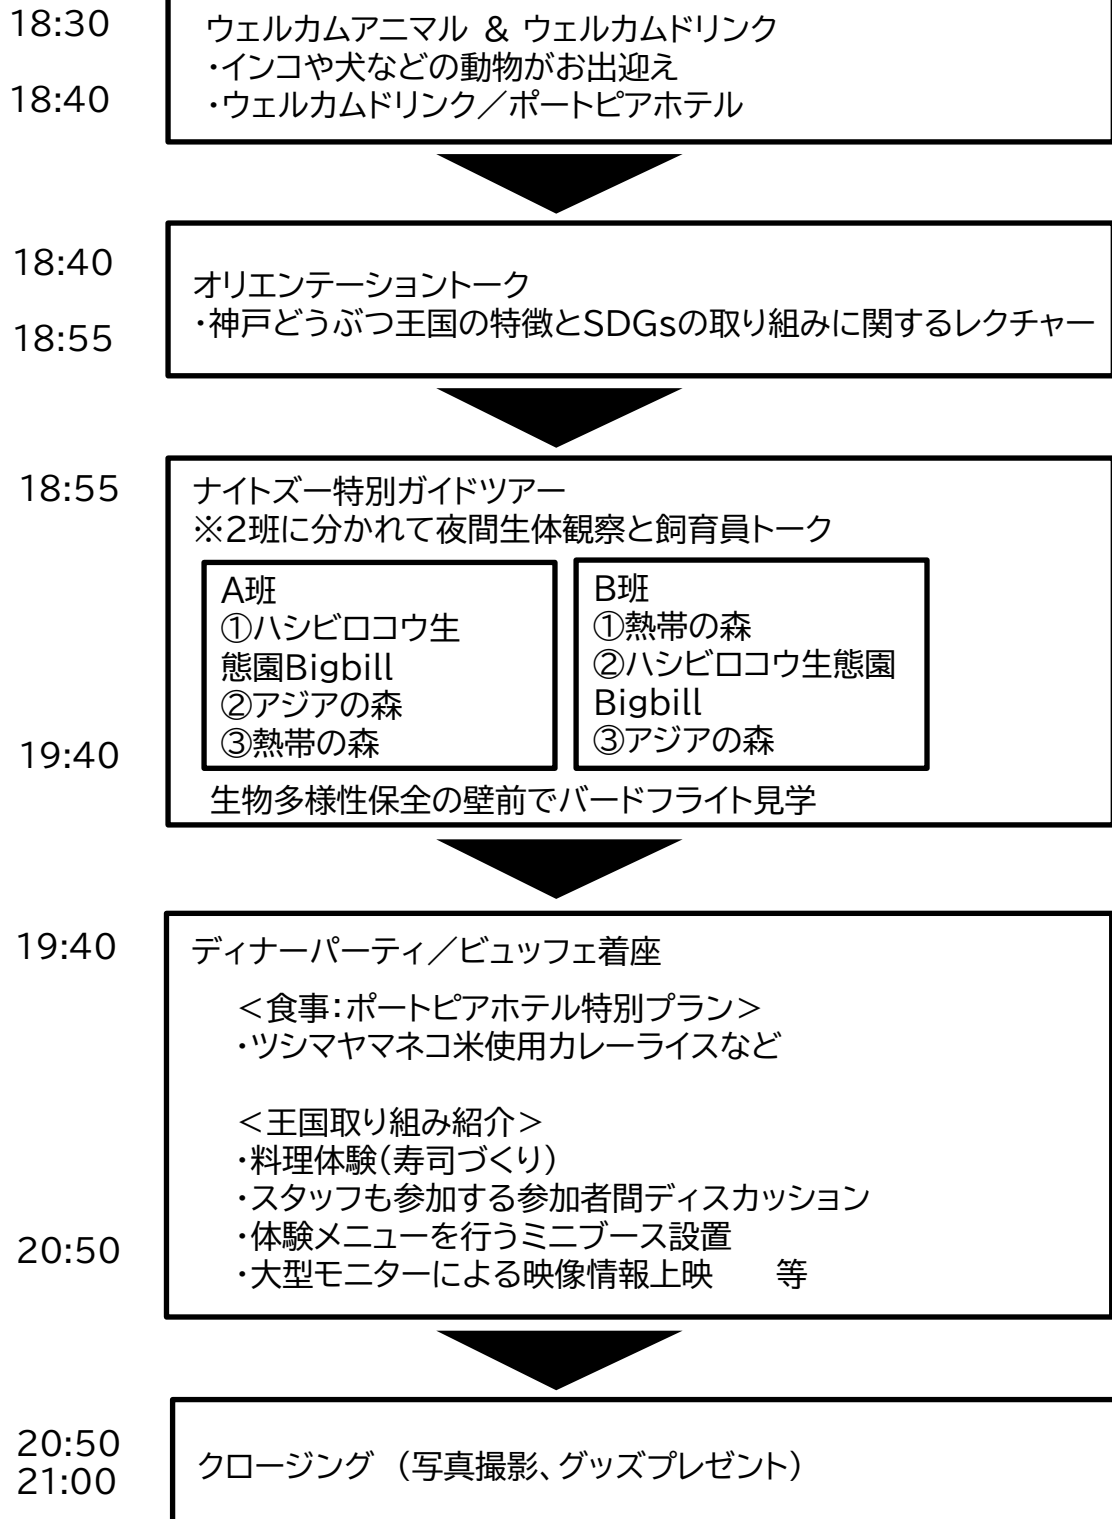 18:30
ウェルカムアニマル & ウェルカムドリンク
・インコや犬などの動物がお出迎え
18:40
・ウェルカムドリンク／ポートピアホテル
18:40
オリエンテーショントーク
・神戸どうぶつ王国の特徴とSDGsの取り組みに関するレクチャー
18:55
18:55
ナイトズー特別ガイドツアー
※2班に分かれて夜間生体観察と飼育員トーク
A班
①ハシビロコウ生
態園Bigbill
②アジアの森
③熱帯の森
B班
①熱帯の森
②ハシビロコウ生態園
Bigbill
③アジアの森
19:40
生物多様性保全の壁前でバードフライト見学
19:40
ディナーパーティ／ビュッフェ着座
＜食事：ポートピアホテル特別プラン＞
・ツシマヤマネコ米使用カレーライスなど
＜王国取り組み紹介＞
・料理体験(寿司づくり)
・スタッフも参加する参加者間ディスカッション
・体験メニューを行うミニブース設置
20:50
・大型モニターによる映像情報上映　　等
20:50
21:00
クロージング （写真撮影、グッズプレゼント）